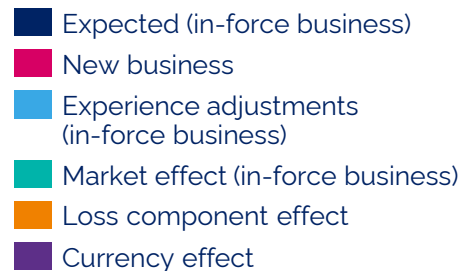 Expected (in-force business)
New business
Experience adjustments
(in-force business)
Market effect (in-force business)
Loss component effect
Currency effect